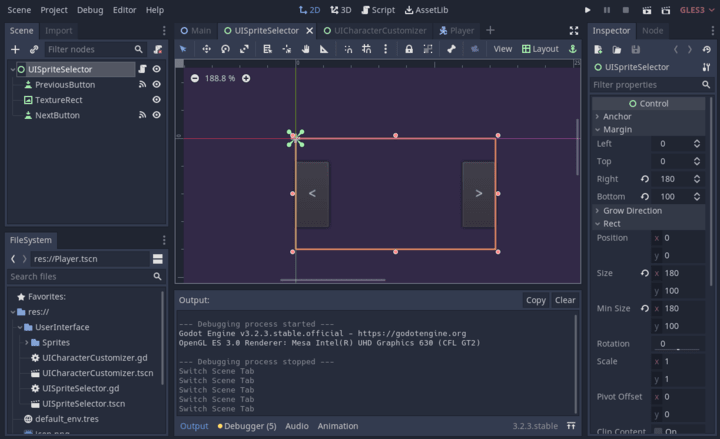 Scene Project Debug Editor Help
2D 3D Script AssetLib
GLES3
Scene Import
Filter nodes
UISpriteSelector
PreviousButton
TextureRect
NextButton
FileSystem
res://Player.tscn
Search files
Favorites:
res://
UserInterface
Sprites
UICharacterCustomizer.gd
UICharacterCustomizer.tscn
UISpriteSelector.gd
UISpriteSelector.tscn
default_env.tres
icon.png
Main UISpriteSelector UICharacterCustomizer Player
View Layout
188.8 %
< >
Output: Copy Clear
--- Debugging process started ---
Godot Engine v3.2.3.stable.official - https://godotengine.org
OpenGL ES 3.0 Renderer: Mesa Intel(R) UHD Graphics 630 (CFL GT2)
--- Debugging process stopped ---
Switch Scene Tab
Switch Scene Tab
Switch Scene Tab
Switch Scene Tab
Output Debugger (5) Audio Animation 3.2.3.stable
Inspector Node
UISpriteSelector
Filter properties
Control
Anchor
Margin
Left 0
Top 0
Right 180
Bottom 100
Grow Direction
Rect
Position x 0
y 0
Size x 180
y 100
Min Size x 180
y 100
Rotation 0
Scale x 1
y 1
Pivot Offset x 0
y 0
Clip Content On